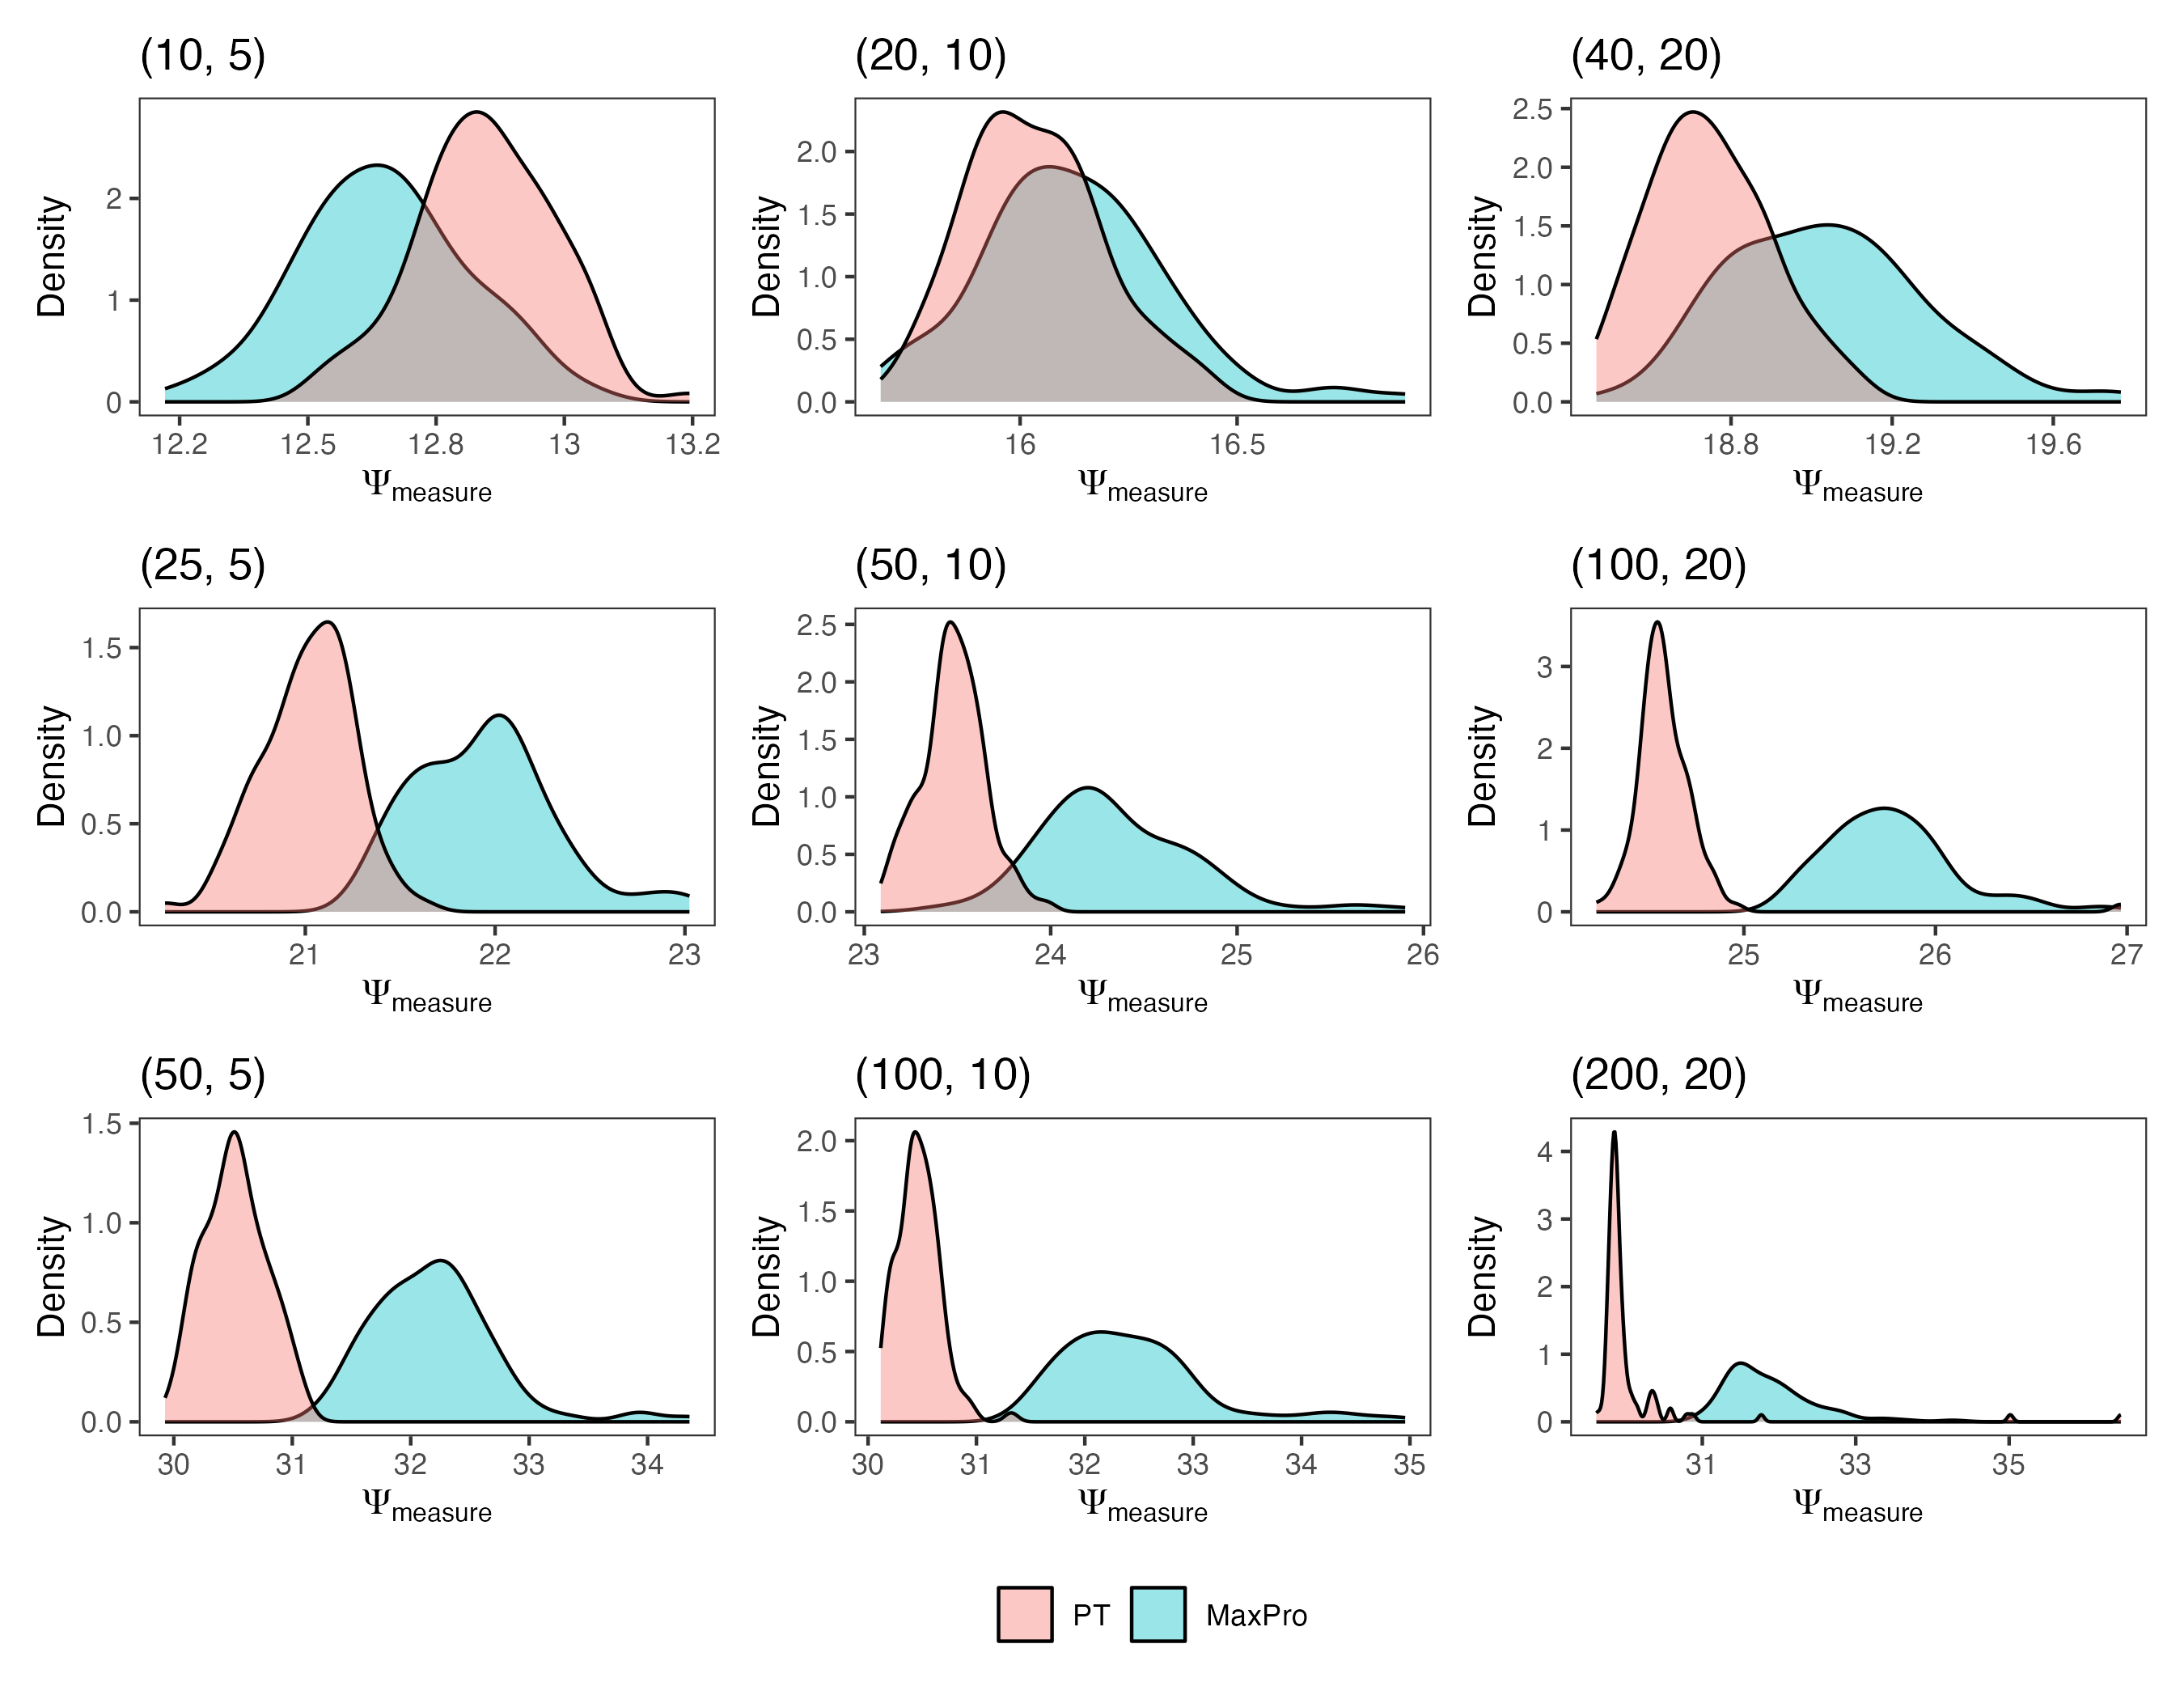 (10, 5)
Density
2
1
0
12.2 12.5 12.8 13 13.2
Ψmeasure
(20, 10)
Density
2.0
1.5
1.0
0.5
0.0
16 16.5
Ψmeasure
(40, 20)
Density
2.5
2.0
1.5
1.0
0.5
0.0
18.8 19.2 19.6
Ψmeasure
(25, 5)
Density
1.5
1.0
0.5
0.0
21 22 23
Ψmeasure
(50, 10)
Density
2.5
2.0
1.5
1.0
0.5
0.0
23 24 25 26
Ψmeasure
(100, 20)
Density
3
2
1
0
25 26 27
Ψmeasure
(50, 5)
Density
1.5
1.0
0.5
0.0
30 31 32 33 34
Ψmeasure
(100, 10)
Density
2.0
1.5
1.0
0.5
0.0
30 31 32 33 34 35
Ψmeasure
(200, 20)
Density
4
3
2
1
0
31 33 35
Ψmeasure
PT MaxPro